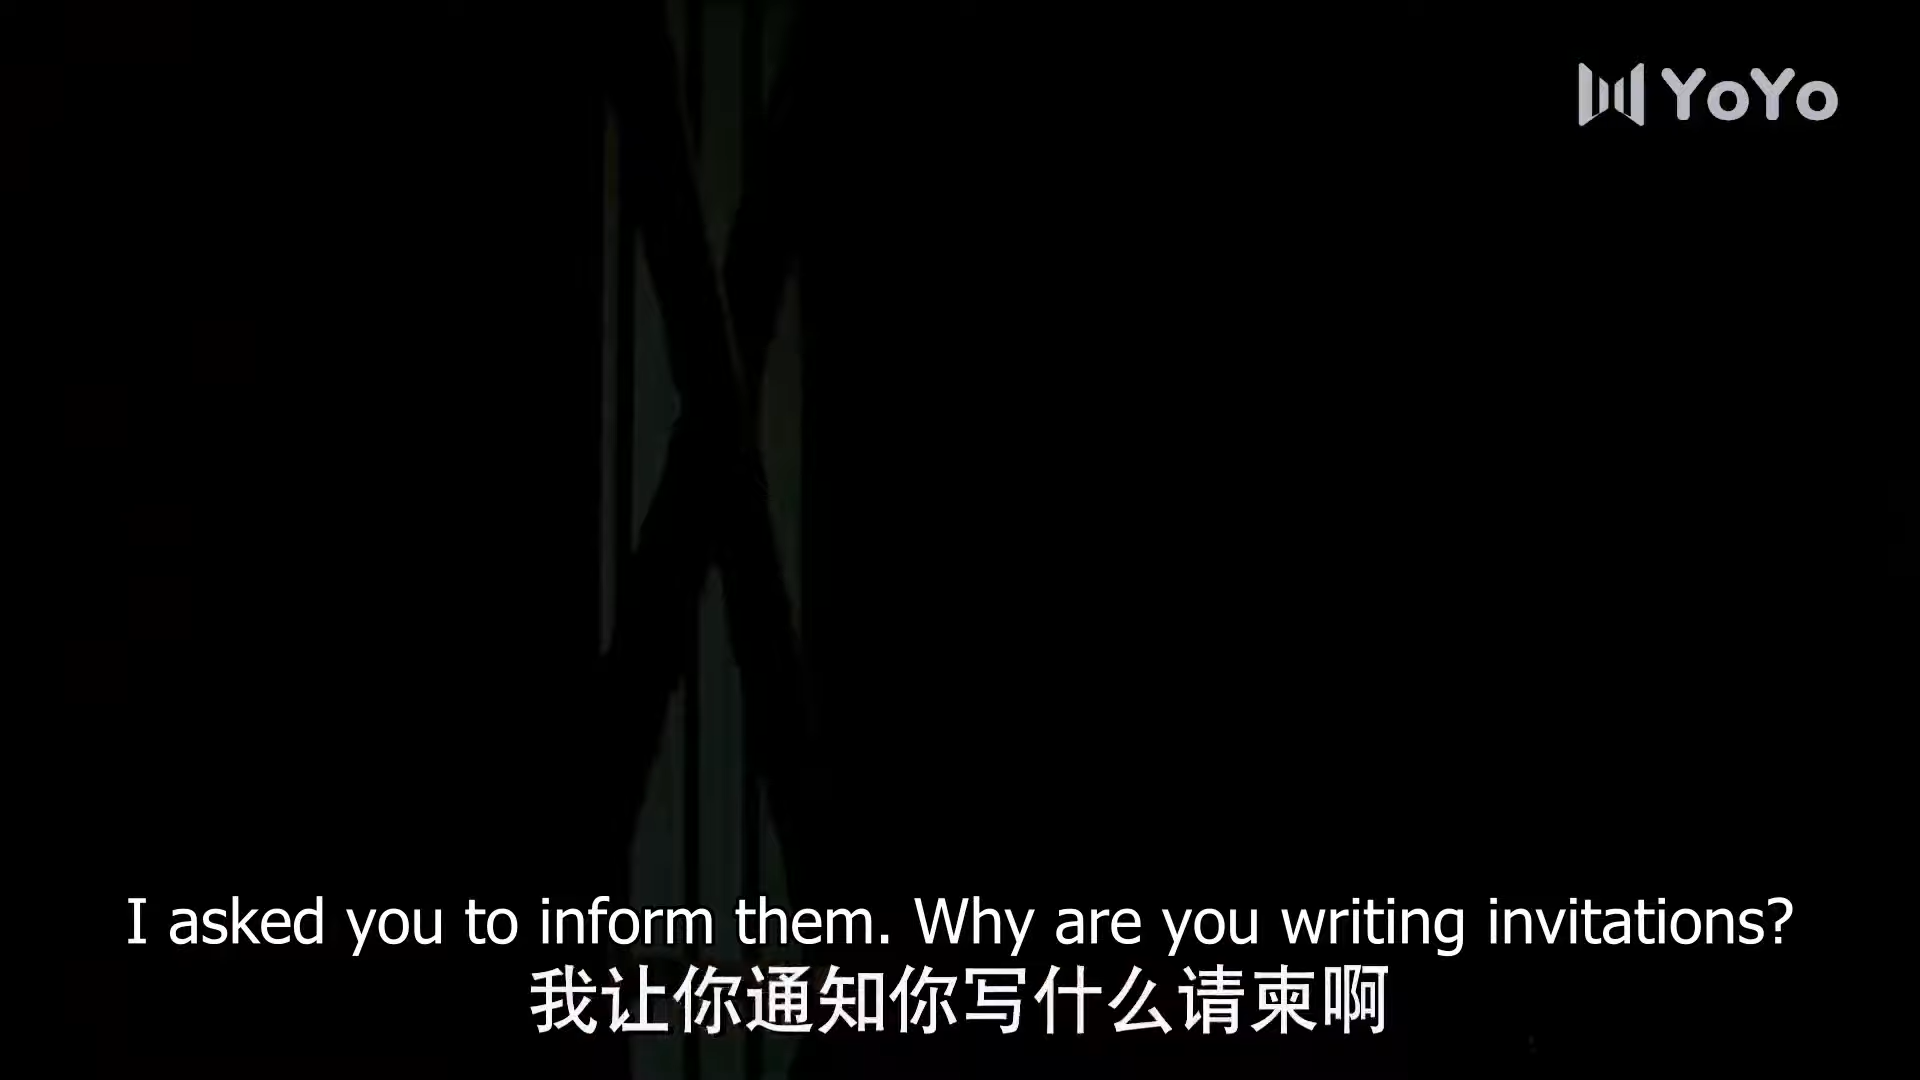 YoYo
I asked you to inform them. Why are you writing invitations?
我让你通知你写什么请柬啊